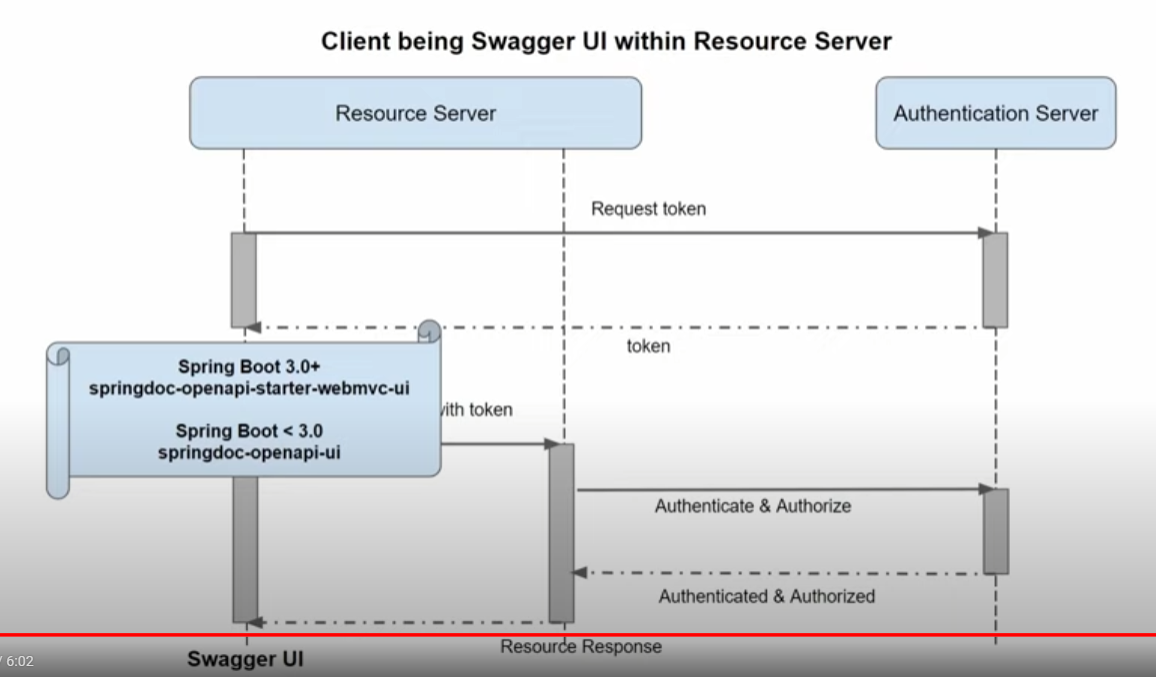 Client being Swagger UI within Resource Server
Resource Server
Authentication Server
Request token
token
Spring Boot 3.0+
springdoc-openapi-starter-webmvc-ui
Spring Boot < 3.0
springdoc-openapi-ui
token
Authenticate & Authorize
Authenticated & Authorized
Resource Response
/ 6:02
Swagger UI